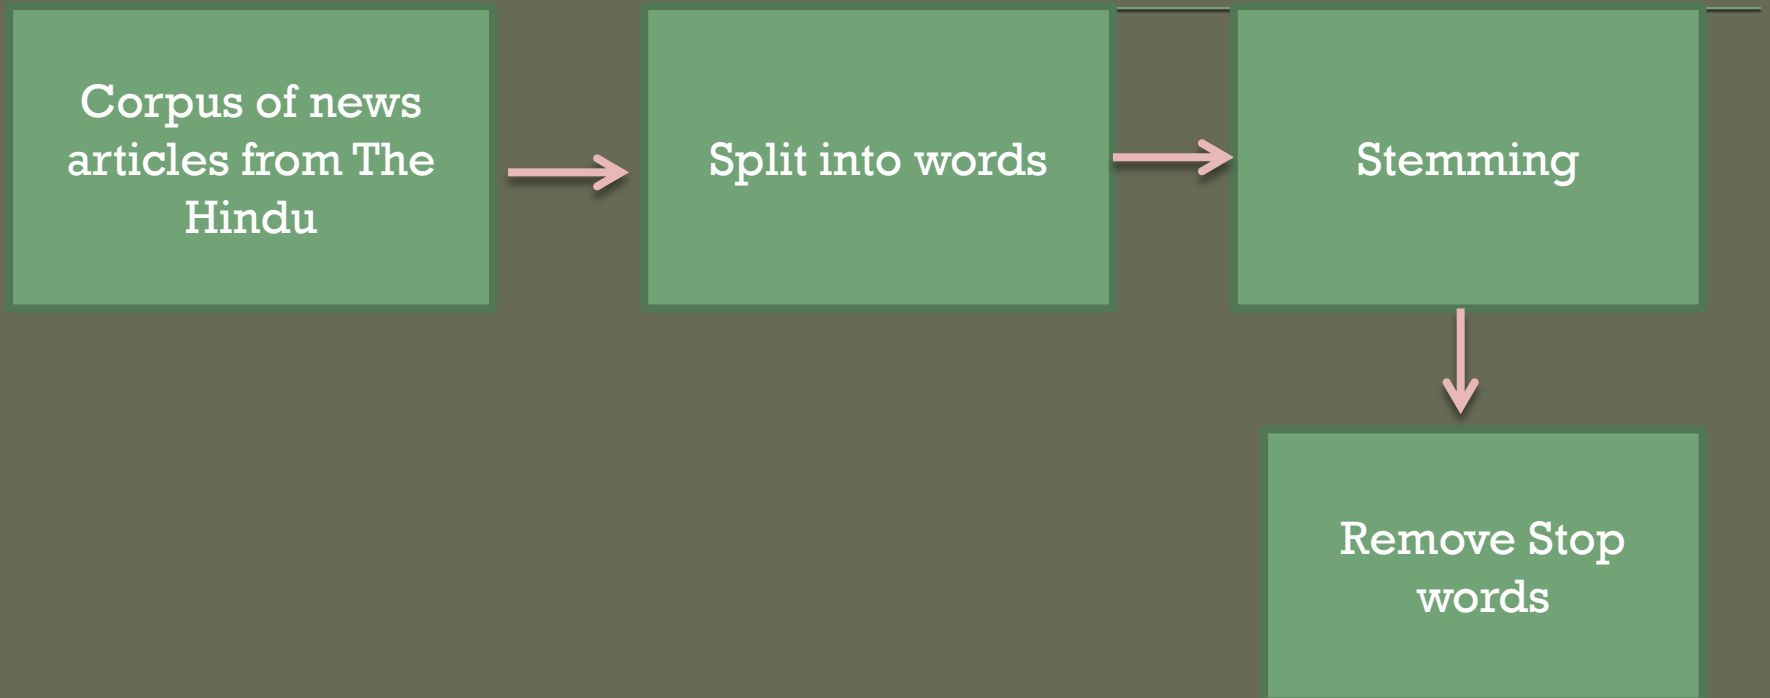 Corpus of news
articles from The
Hindu
Split into words
Stemming
Remove Stop
words